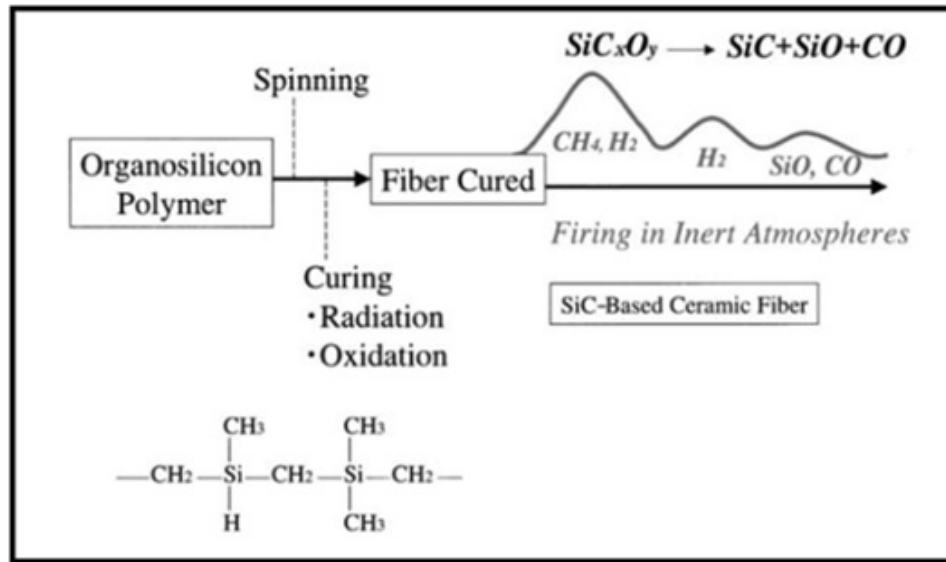 SiCxOy → SiC+SiO+CO
Spinning
CH4, H2
H2
SiO, CO
Organosilicon
Polymer
Fiber Cured
Firing in Inert Atmospheres
Curing
·Radiation
·Oxidation
SiC-Based Ceramic Fiber
CH3 CH3
—CH2—Si—CH2—Si—CH2—
H CH3